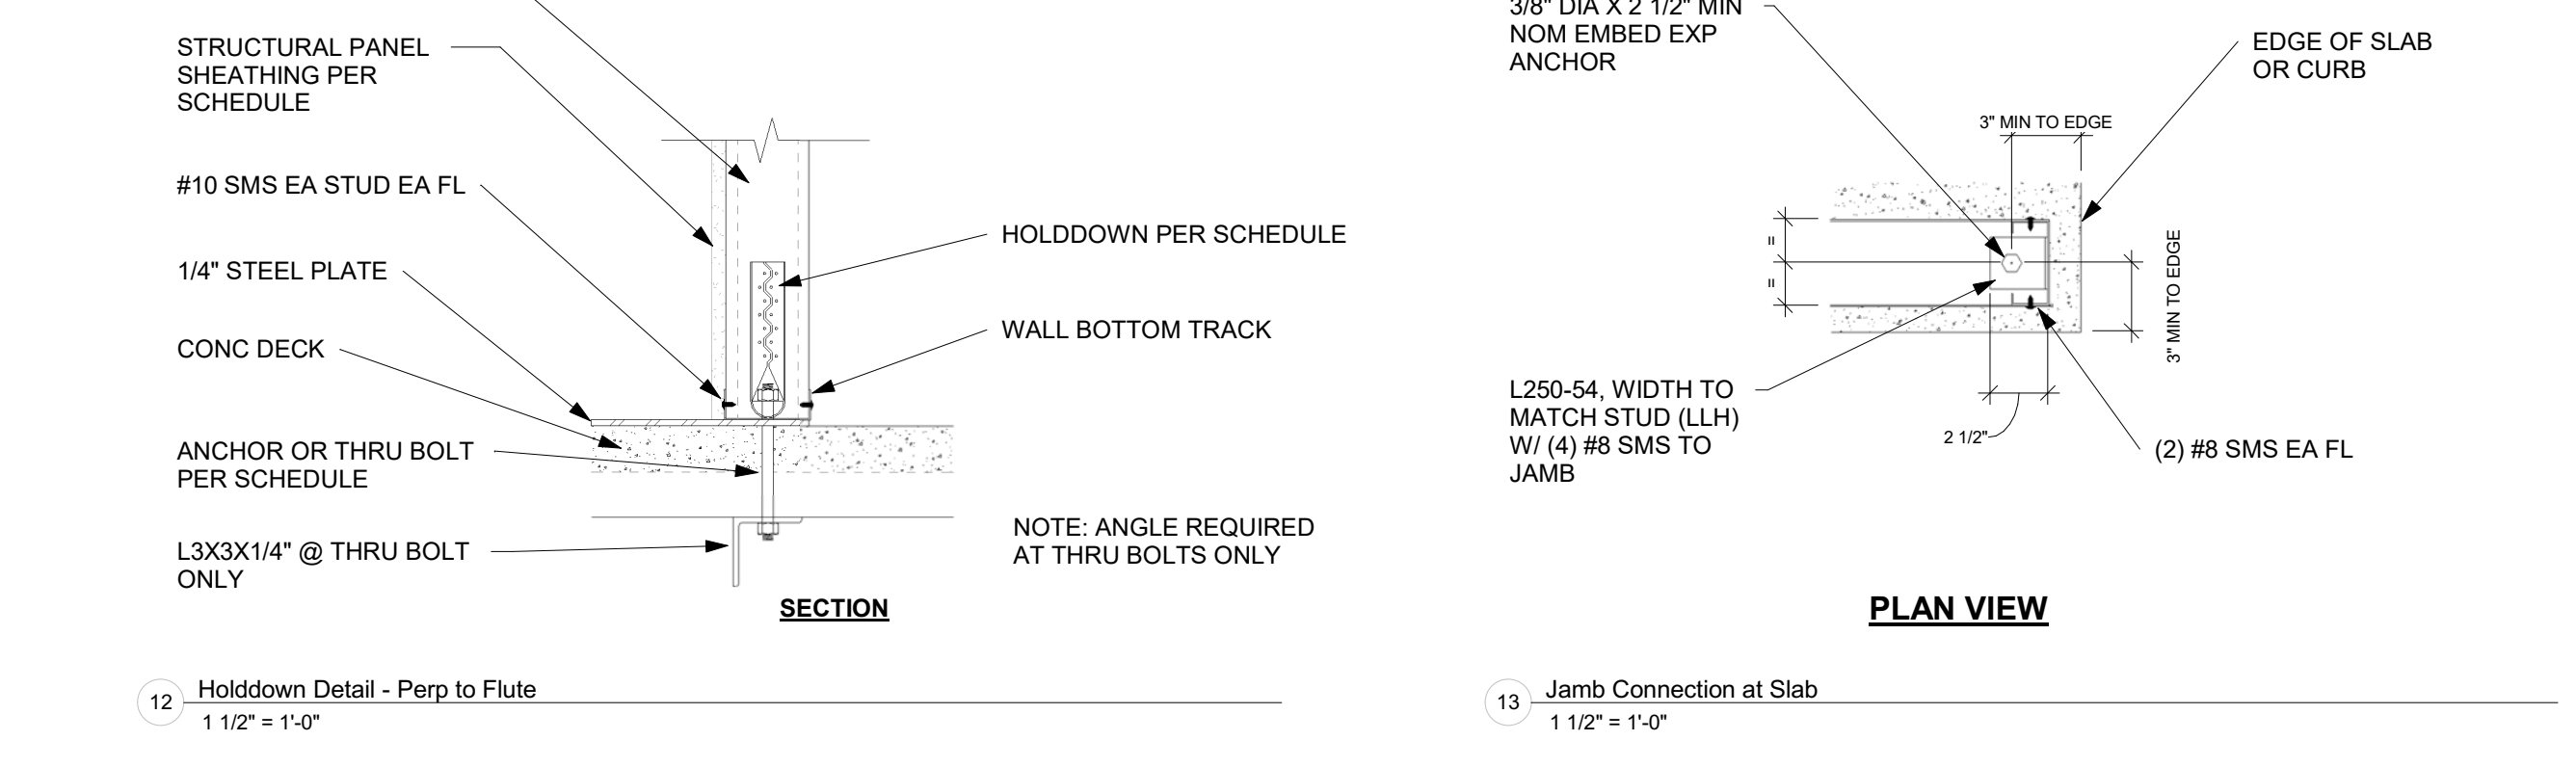 STRUCTURAL PANEL
SHEATHING PER
SCHEDULE
#10 SMS EA STUD EA FL
1/4" STEEL PLATE
CONC DECK
ANCHOR OR THRU BOLT
PER SCHEDULE
L3X3X1/4" @ THRU BOLT
ONLY
HOLDDOWN PER SCHEDULE
WALL BOTTOM TRACK
NOTE: ANGLE REQUIRED
AT THRU BOLTS ONLY
SECTION
12
Holddown Detail - Perp to Flute
1 1/2" = 1'-0"
3/8" DIA X 2 1/2" MIN
NOM EMBED EXP
ANCHOR
EDGE OF SLAB
OR CURB
3" MIN TO EDGE
=
=
3" MIN TO EDGE
L250-54, WIDTH TO
MATCH STUD (LLH)
W/ (4) #8 SMS TO
JAMB
2 1/2"
(2) #8 SMS EA FL
PLAN VIEW
13
Jamb Connection at Slab
1 1/2" = 1'-0"